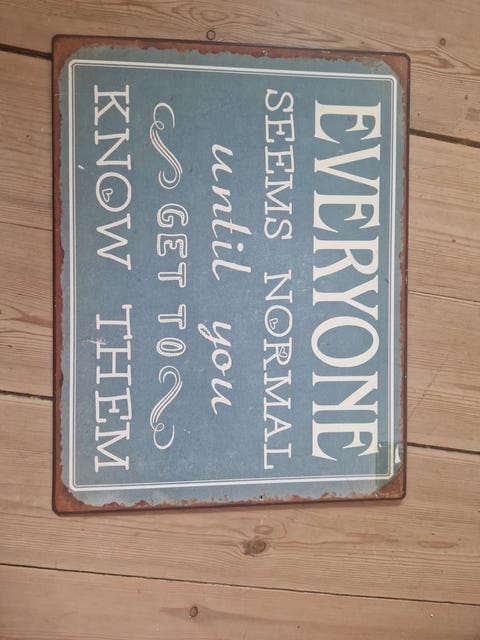 EVERYONE
SEEMS NORMAL
until you
GET TO
KNOW THEM